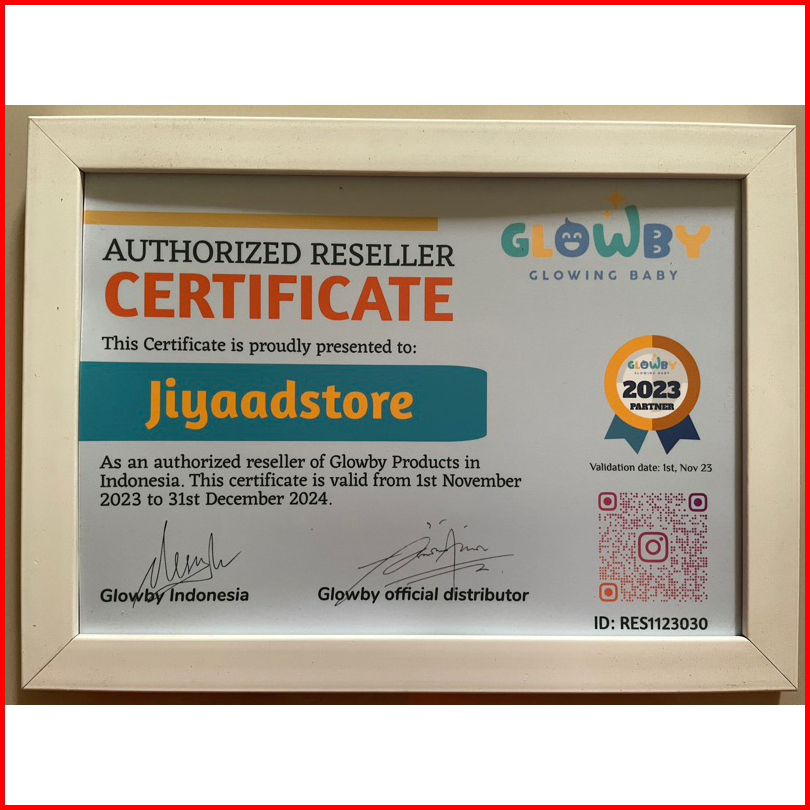 AUTHORIZED RESELLER
CERTIFICATE
GLOWBY
GLOWING BABY
This Certificate is proudly presented to:
Jiyaadstore
GLOWBY
GLOWING BABY
2023
PARTNER
Validation date: 1st, Nov 23
As an authorized reseller of Glowby Products in
Indonesia. This certificate is valid from 1st November
2023 to 31st December 2024.
Glowby Indonesia
Glowby official distributor
ID: RES1123030